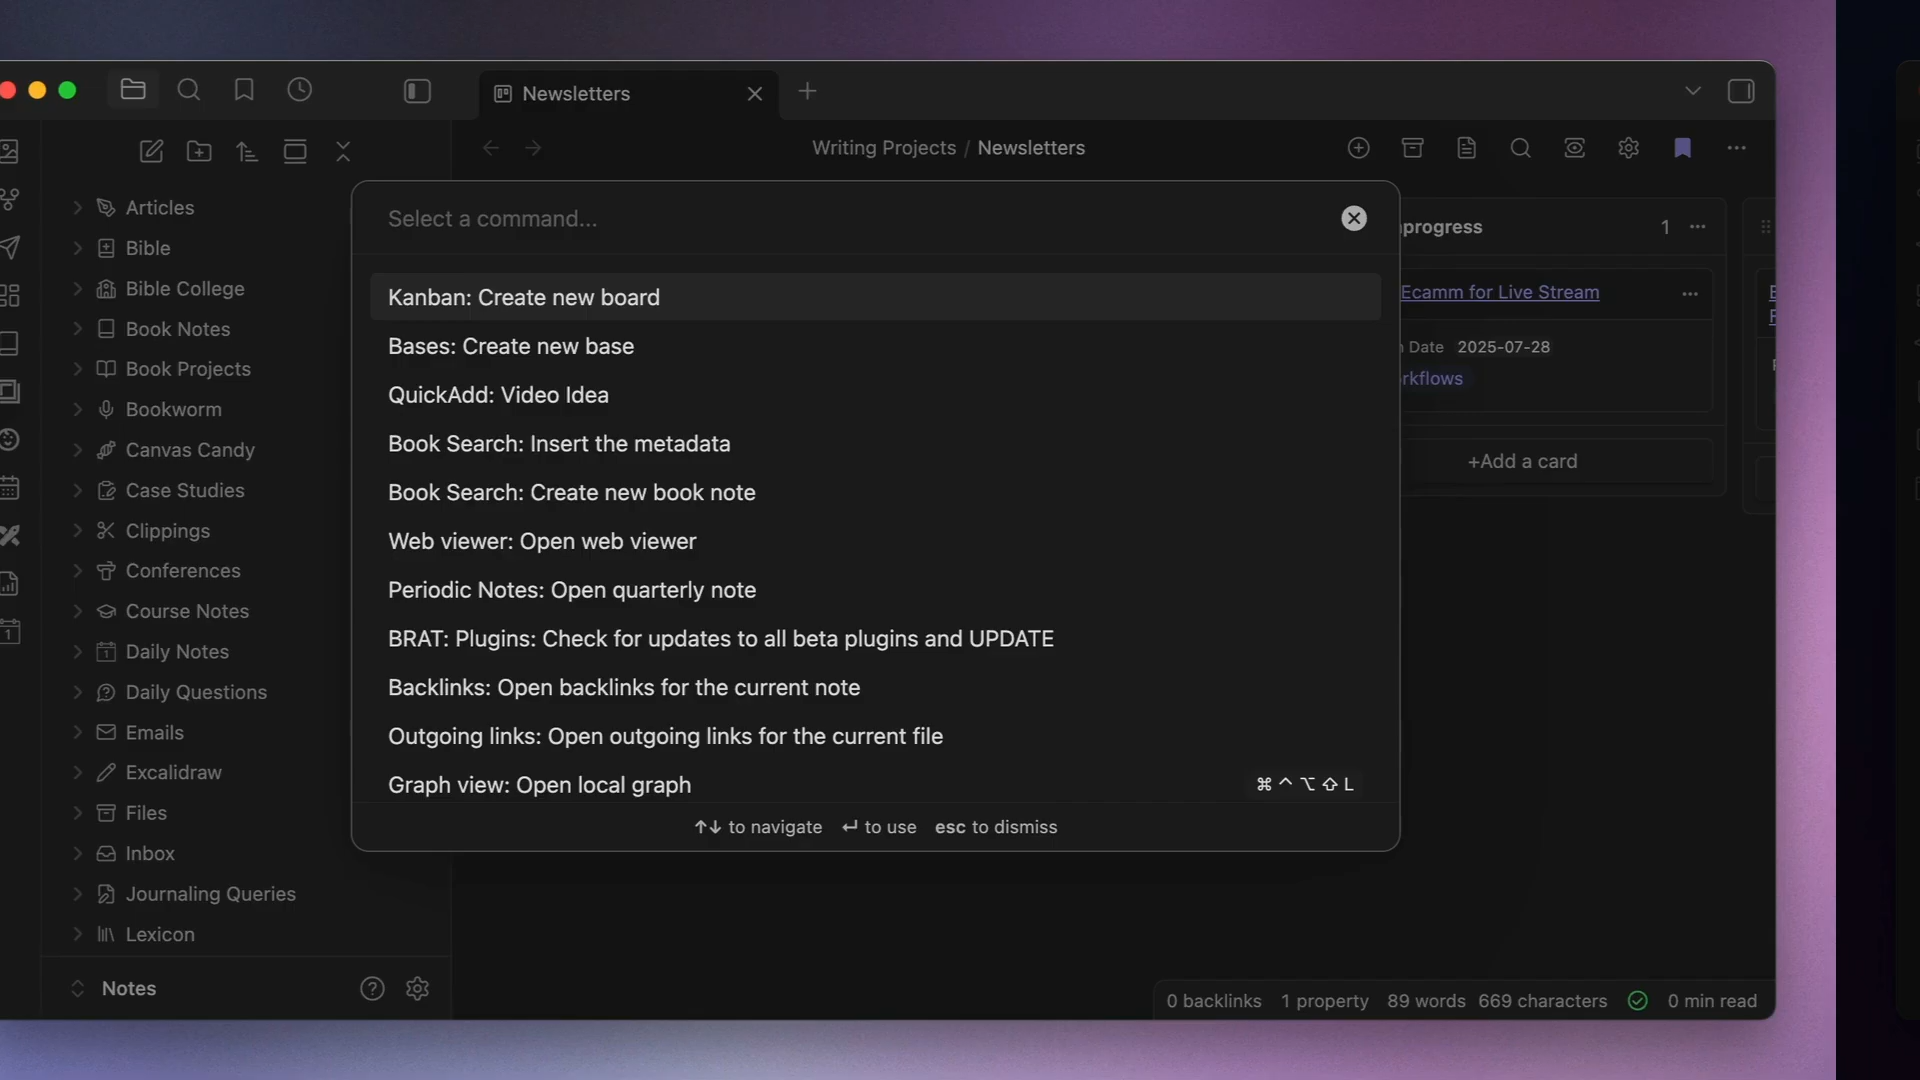 Newsletters
Writing Projects / Newsletters
Articles
Bible
Bible College
Book Notes
Book Projects
Bookworm
Canvas Candy
Case Studies
Clippings
Conferences
Course Notes
Daily Notes
Daily Questions
Emails
Excalidraw
Files
Inbox
Journaling Queries
Lexicon
Notes
Select a command...
Kanban: Create new board
Bases: Create new base
QuickAdd: Video Idea
Book Search: Insert the metadata
Book Search: Create new book note
Web viewer: Open web viewer
Periodic Notes: Open quarterly note
BRAT: Plugins: Check for updates to all beta plugins and UPDATE
Backlinks: Open backlinks for the current note
Outgoing links: Open outgoing links for the current file
Graph view: Open local graph ⌘ ^ ⌥ ⇧ L
↑↓ to navigate ↵ to use esc to dismiss
progress 1
Ecamm for Live Stream
Date 2025-07-28
rkflows
+Add a card
0 backlinks 1 property 89 words 669 characters 0 min read